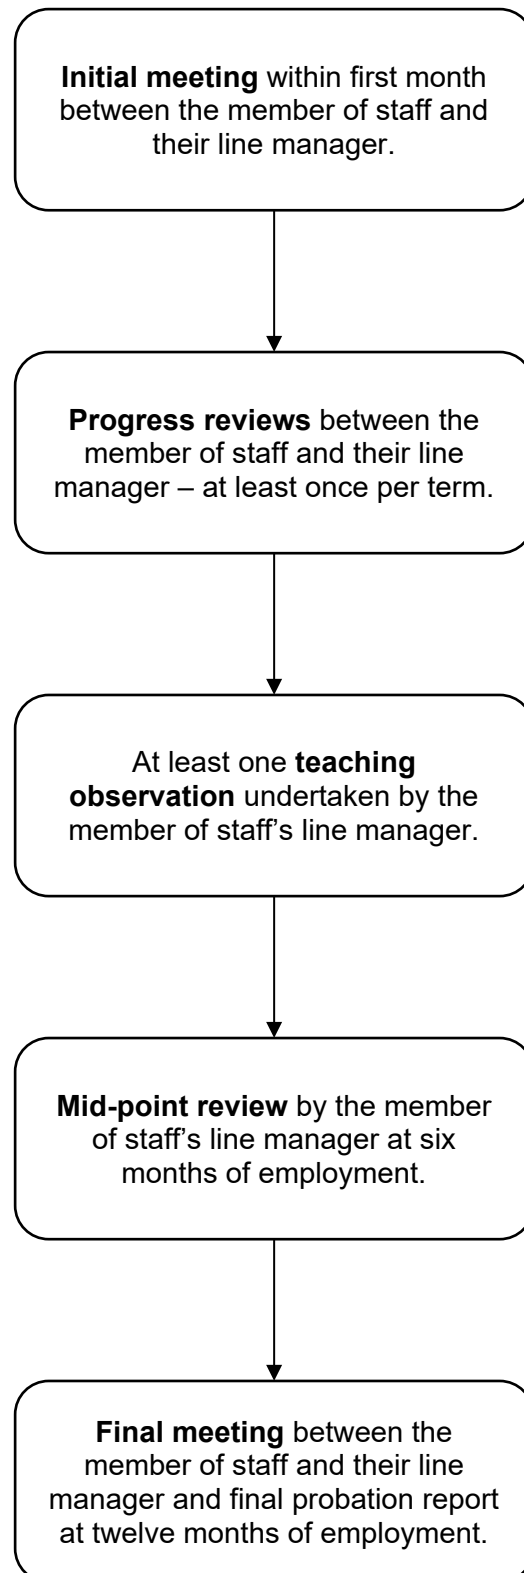 Initial meeting within first month
between the member of staff and
their line manager.
Progress reviews between the
member of staff and their line
manager – at least once per term.
At least one teaching
observation undertaken by the
member of staff’s line manager.
Mid-point review by the member
of staff’s line manager at six
months of employment.
Final meeting between the
member of staff and their line
manager and final probation report
at twelve months of employment.